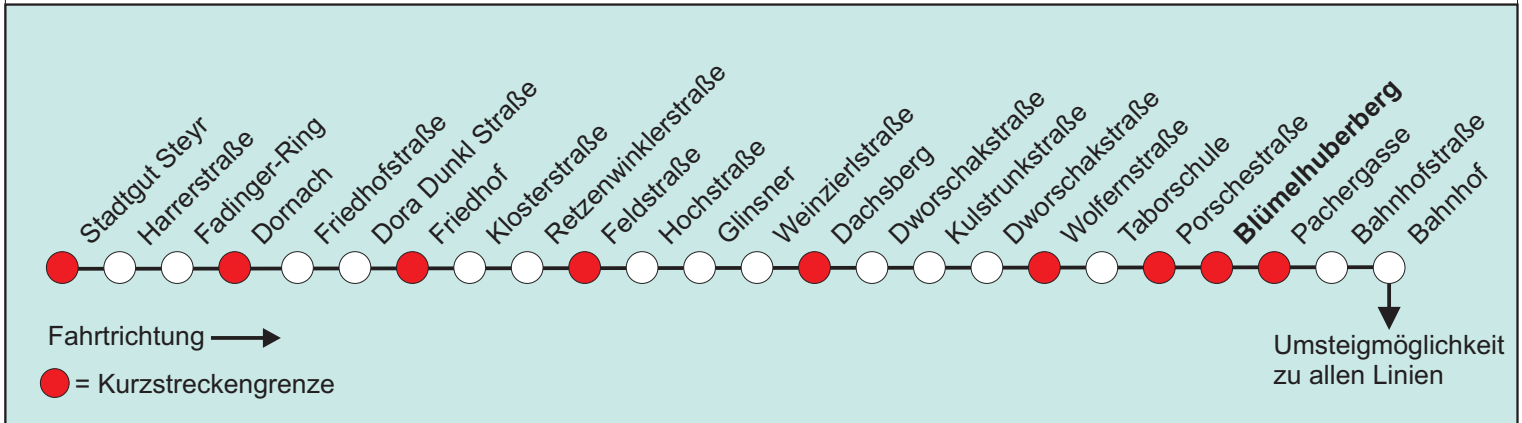 Stadtgut Steyr
Harrerstraße
Fadinger-Ring
Dornach
Friedhofstraße
Dora Dunkl Straße
Friedhof
Klosterstraße
Retzenwinklerstraße
Feldstraße
Hochstraße
Glinsner
Weinzierlstraße
Dachsberg
Dworschakstraße
Kulstrunkstraße
Dworschakstraße
Wolfernstraße
Taborschule
Porschestraße
Blümelhuberberg
Pachergasse
Bahnhofstraße
Bahnhof
Fahrtrichtung
= Kurzstreckengrenze
Umsteigmöglichkeit
zu allen Linien